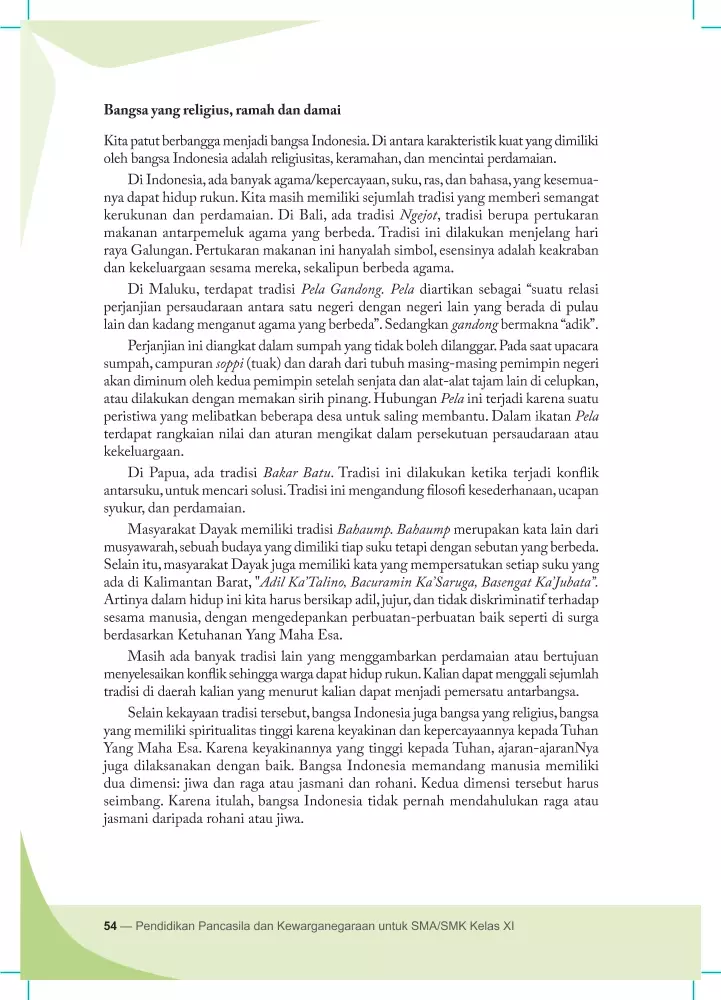 Bangsa yang religius, ramah dan damai
Kita patut berbangga menjadi bangsa Indonesia. Di antara karakteristik kuat yang dimiliki
oleh bangsa Indonesia adalah religiusitas, keramahan, dan mencintai perdamaian.
Di Indonesia, ada banyak agama/kepercayaan, suku, ras, dan bahasa, yang kesemua-
nya dapat hidup rukun. Kita masih memiliki sejumlah tradisi yang memberi semangat
kerukunan dan perdamaian. Di Bali, ada tradisi Ngejot, tradisi berupa pertukaran
makanan antarpemeluk agama yang berbeda. Tradisi ini dilakukan menjelang hari
raya Galungan. Pertukaran makanan ini hanyalah simbol, esensinya adalah keakraban
dan kekeluargaan sesama mereka, sekalipun berbeda agama.
Di Maluku, terdapat tradisi Pela Gandong. Pela diartikan sebagai “suatu relasi
perjanjian persaudaraan antara satu negeri dengan negeri lain yang berada di pulau
lain dan kadang menganut agama yang berbeda”. Sedangkan gandong bermakna “adik”.
Perjanjian ini diangkat dalam sumpah yang tidak boleh dilanggar. Pada saat upacara
sumpah, campuran soppi (tuak) dan darah dari tubuh masing-masing pemimpin negeri
akan diminum oleh kedua pemimpin setelah senjata dan alat-alat tajam lain di celupkan,
atau dilakukan dengan memakan sirih pinang. Hubungan Pela ini terjadi karena suatu
peristiwa yang melibatkan beberapa desa untuk saling membantu. Dalam ikatan Pela
terdapat rangkaian nilai dan aturan mengikat dalam persekutuan persaudaraan atau
kekeluargaan.
Di Papua, ada tradisi Bakar Batu. Tradisi ini dilakukan ketika terjadi konflik
antarsuku, untuk mencari solusi. Tradisi ini mengandung filosofi kesederhanaan, ucapan
syukur, dan perdamaian.
Masyarakat Dayak memiliki tradisi Bahaump. Bahaump merupakan kata lain dari
musyawarah, sebuah budaya yang dimiliki tiap suku tetapi dengan sebutan yang berbeda.
Selain itu, masyarakat Dayak juga memiliki kata yang mempersatukan setiap suku yang
ada di Kalimantan Barat, "Adil Ka’Talino, Bacuramin Ka’Saruga, Basengat Ka’Jubata”.
Artinya dalam hidup ini kita harus bersikap adil, jujur, dan tidak diskriminatif terhadap
sesama manusia, dengan mengedepankan perbuatan-perbuatan baik seperti di surga
berdasarkan Ketuhanan Yang Maha Esa.
Masih ada banyak tradisi lain yang menggambarkan perdamaian atau bertujuan
menyelesaikan konflik sehingga warga dapat hidup rukun. Kalian dapat menggali sejumlah
tradisi di daerah kalian yang menurut kalian dapat menjadi pemersatu antarbangsa.
Selain kekayaan tradisi tersebut, bangsa Indonesia juga bangsa yang religius, bangsa
yang memiliki spiritualitas tinggi karena keyakinan dan kepercayaannya kepada Tuhan
Yang Maha Esa. Karena keyakinannya yang tinggi kepada Tuhan, ajaran-ajaranNya
juga dilaksanakan dengan baik. Bangsa Indonesia memandang manusia memiliki
dua dimensi: jiwa dan raga atau jasmani dan rohani. Kedua dimensi tersebut harus
seimbang. Karena itulah, bangsa Indonesia tidak pernah mendahulukan raga atau
jasmani daripada rohani atau jiwa.
54 — Pendidikan Pancasila dan Kewarganegaraan untuk SMA/SMK Kelas XI